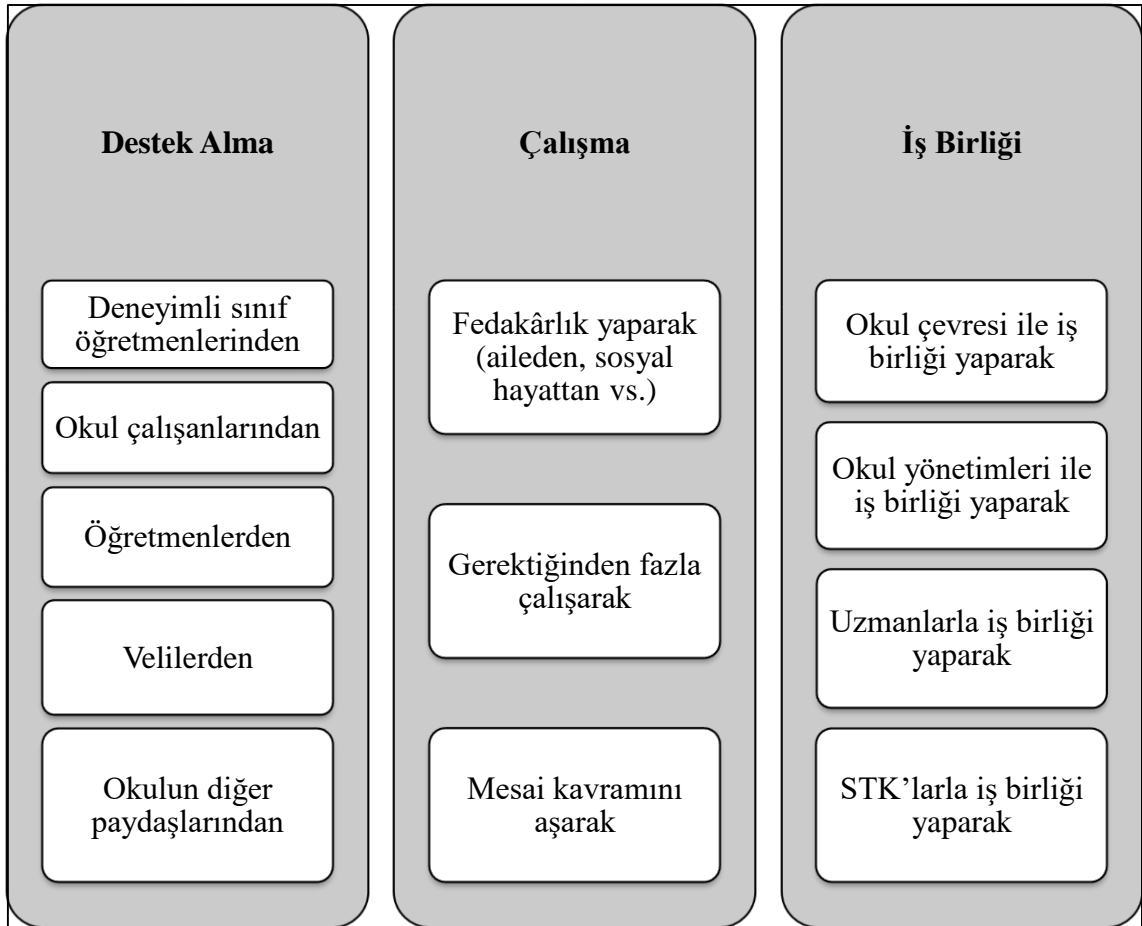 Destek Alma
Deneyimli sınıf
öğretmenlerinden
Okul çalışanlarından
Öğretmenlerden
Velilerden
Okulun diğer
paydaşlarından
Çalışma
Fedakârlık yaparak
(aileden, sosyal
hayattan vs.)
Gerektiğinden fazla
çalışarak
Mesai kavramını
aşarak
İş Birliği
Okul çevresi ile iş
birliği yaparak
Okul yönetimleri ile
iş birliği yaparak
Uzmanlarla iş birliği
yaparak
STK’larla iş birliği
yaparak